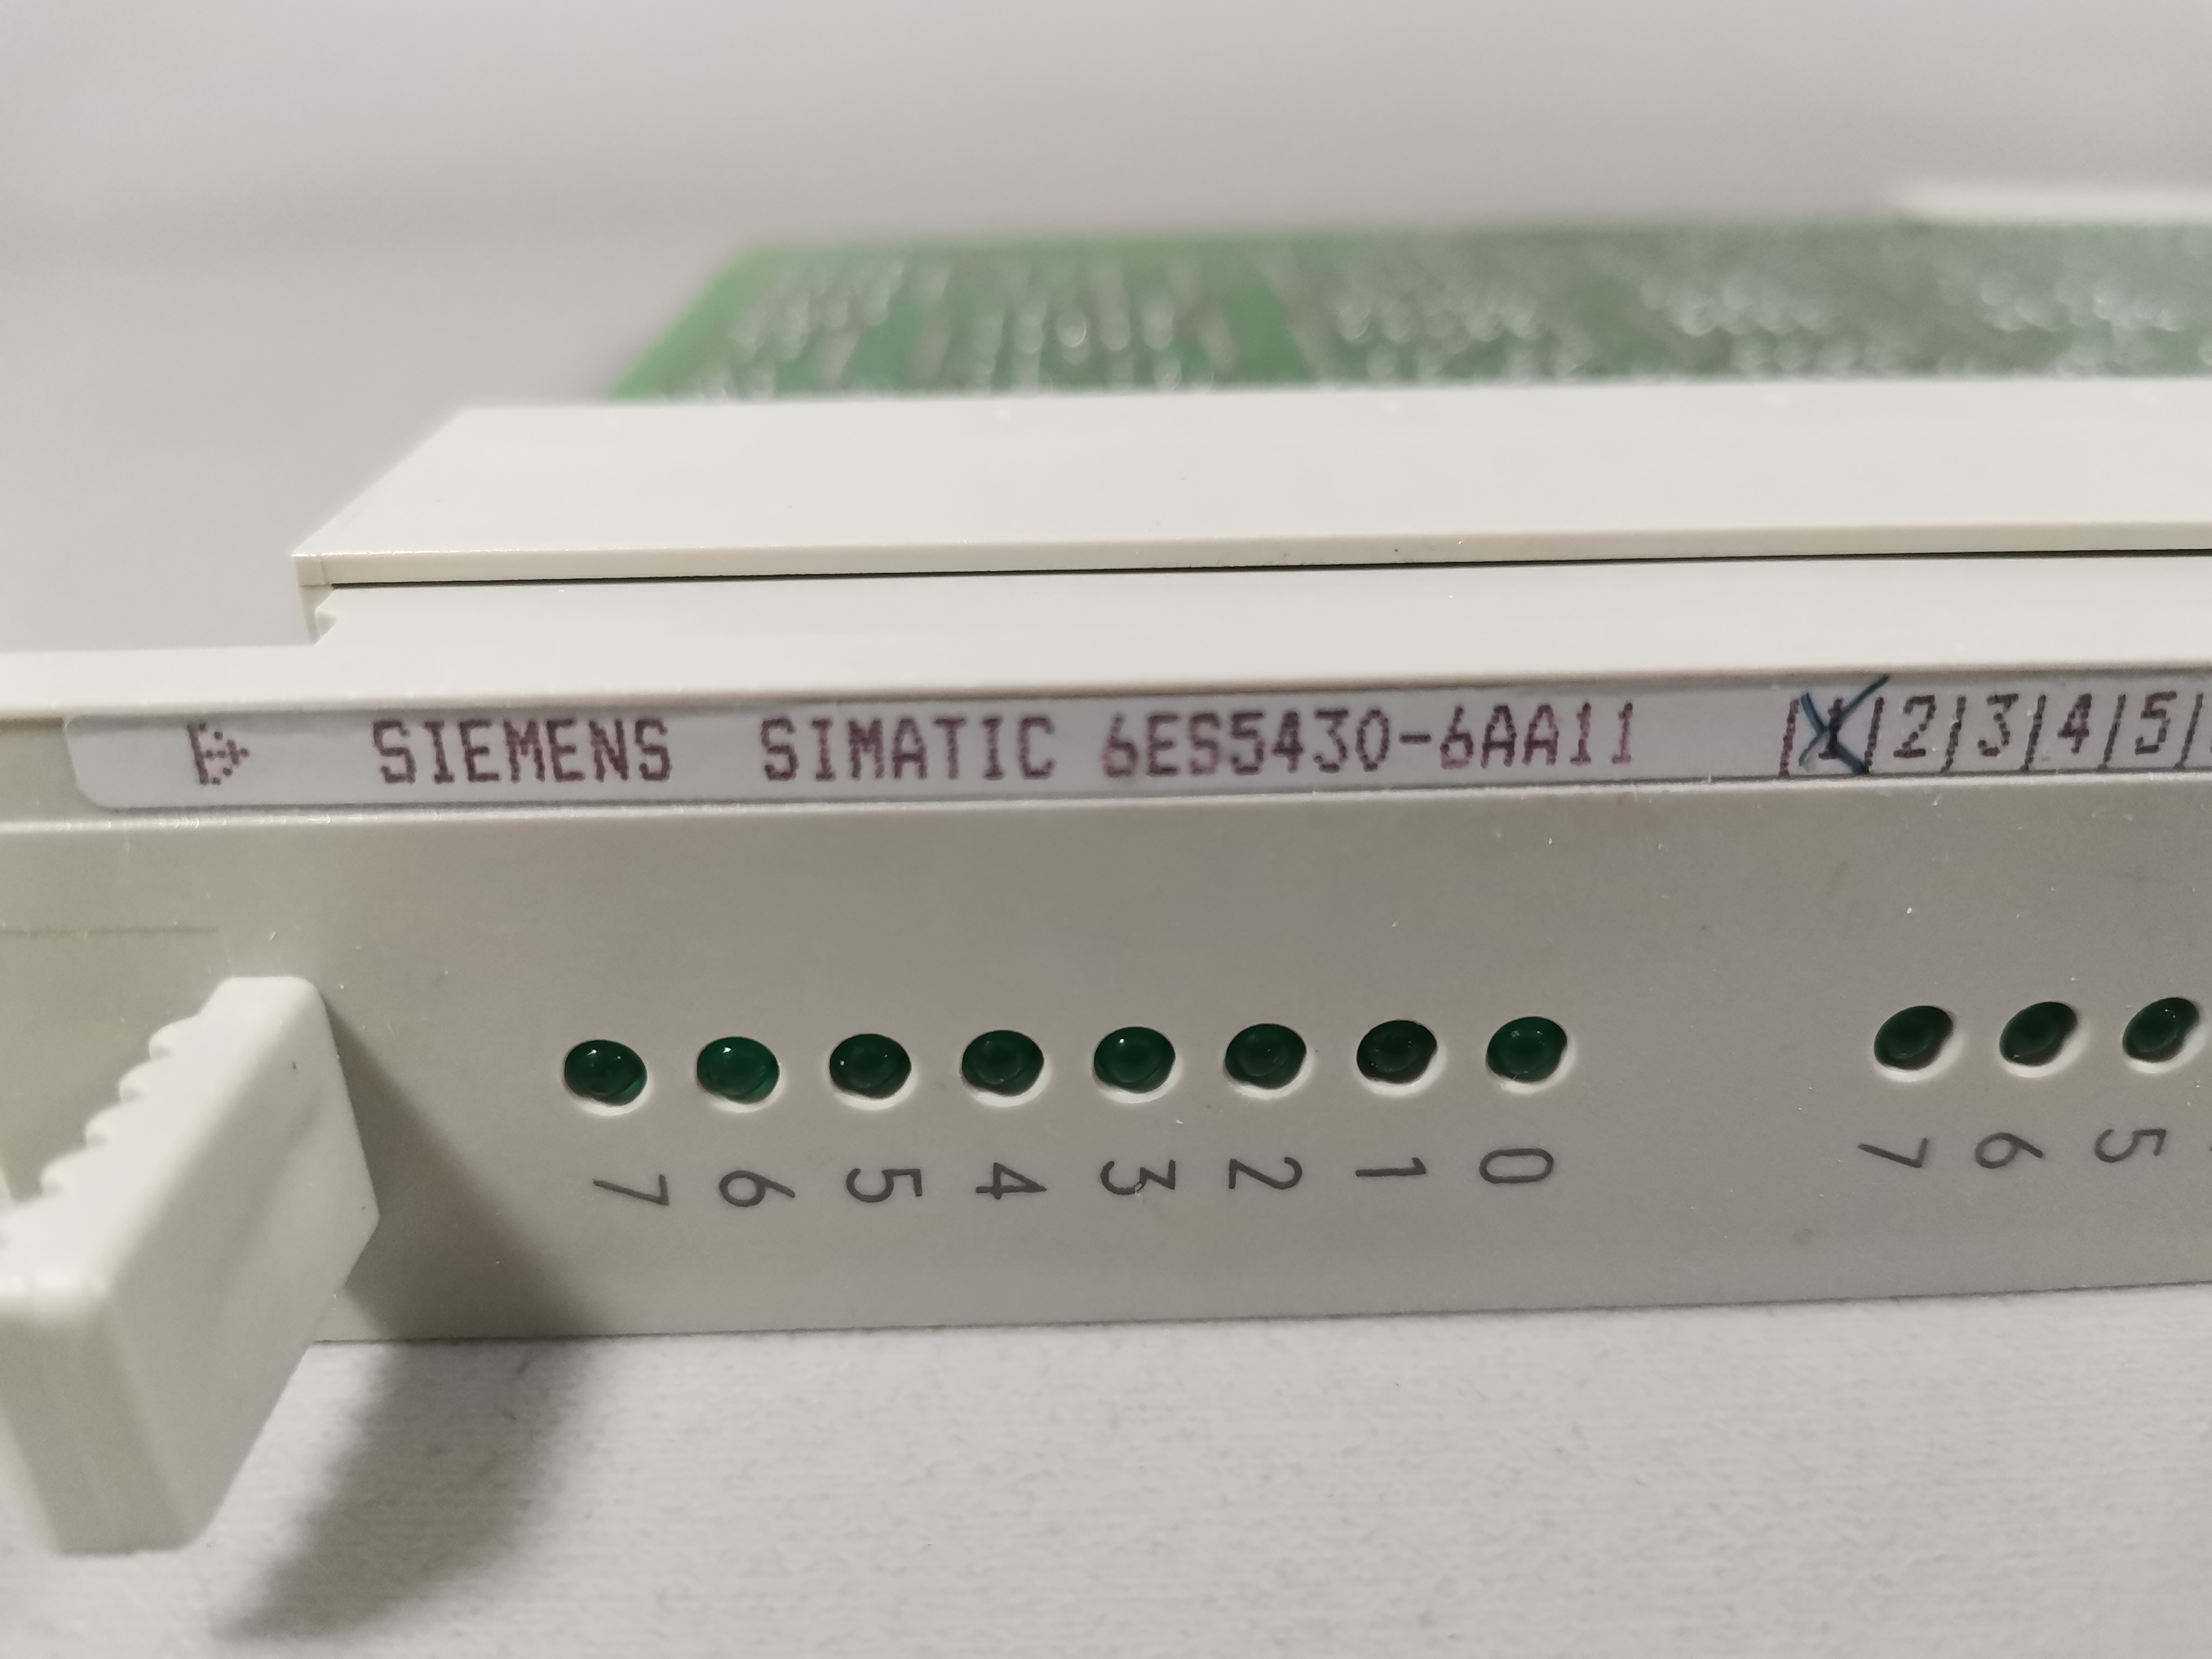 SIEMENS SIMATIC 6ES5430-6AA11 |1|2|3|4|5|
7 6 5 4 3 2 1 0 7 6 5